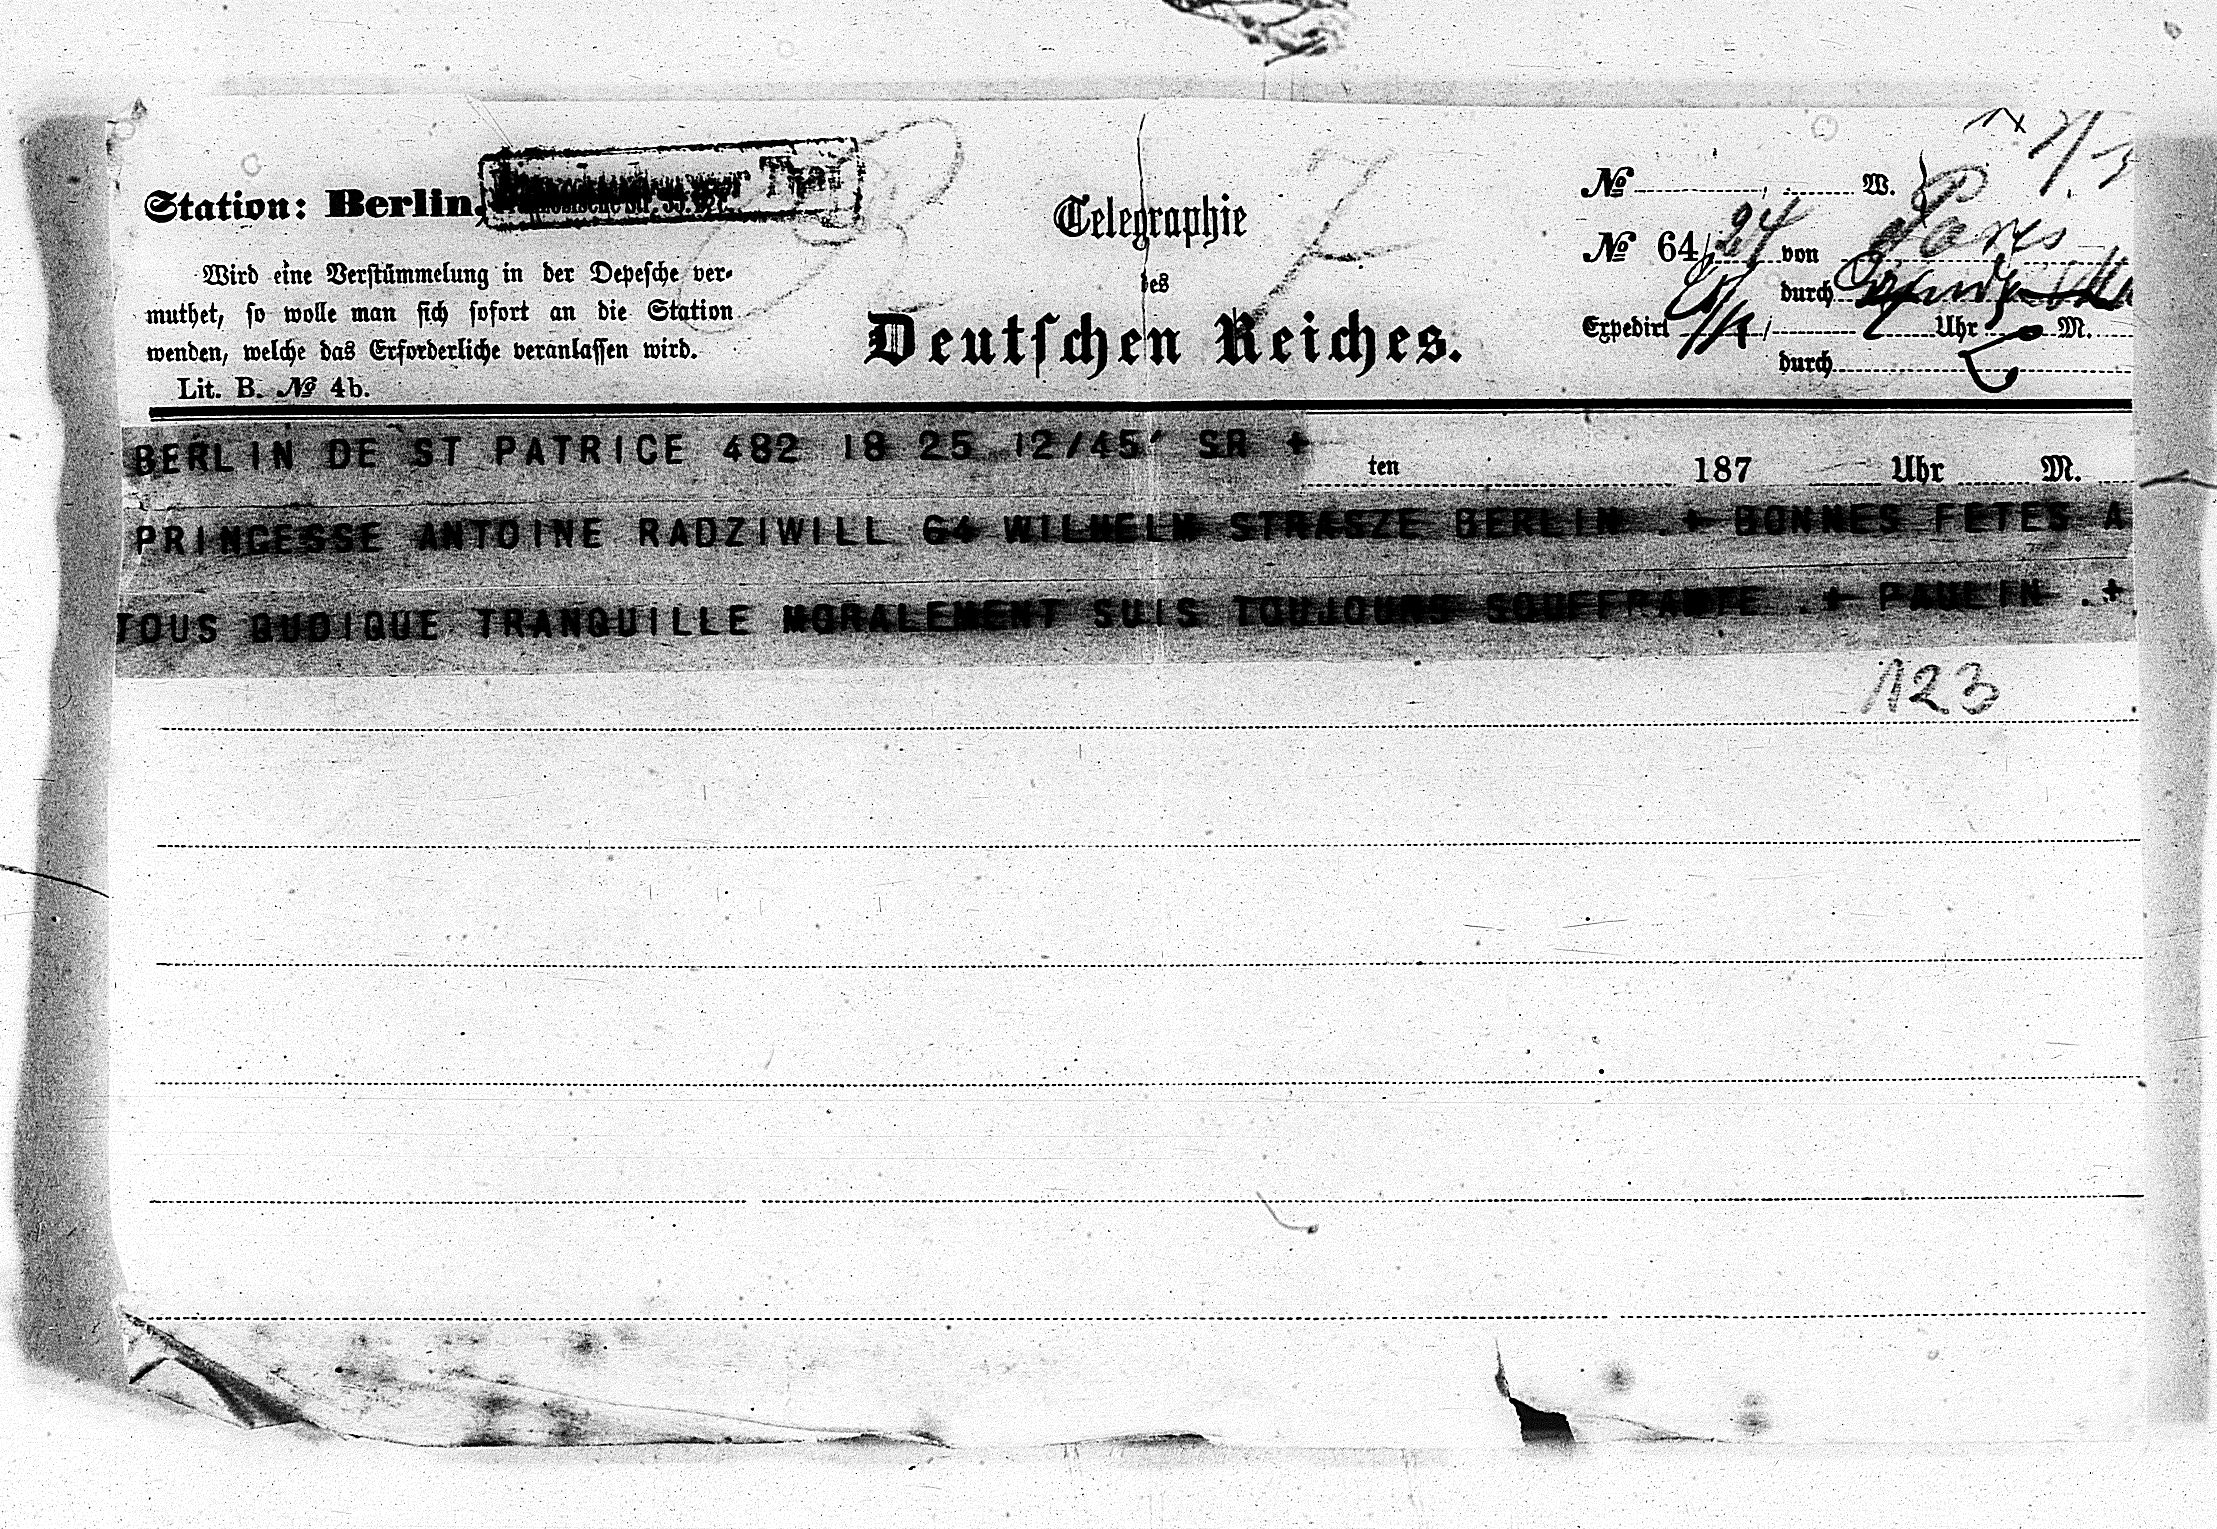 Station: Berlin,
Wird eine Verstümmelung in der Depesche ver-
muthet, so wolle man sich sofort an die Station
wenden, welche das Erforderliche veranlassen wird.
Lit. B. № 4b.
Telegraphie
des
Deutschen Reiches.
№ W.
№ 64/24 von Paris
durch
Expedirt Uhr M.
durch
BERLIN DE ST PATRICE 482 18 25 12/45' SR +
ten 187 Uhr M.
PRINCESSE ANTOINE RADZIWILL 64 WILHELM STRASZE BERLIN .+ BONNES FETES A
TOUS QUOIQUE TRANQUILLE MORALEMENT SUIS TOUJOURS SOUFFRANTE .+ PAULIN .+
123